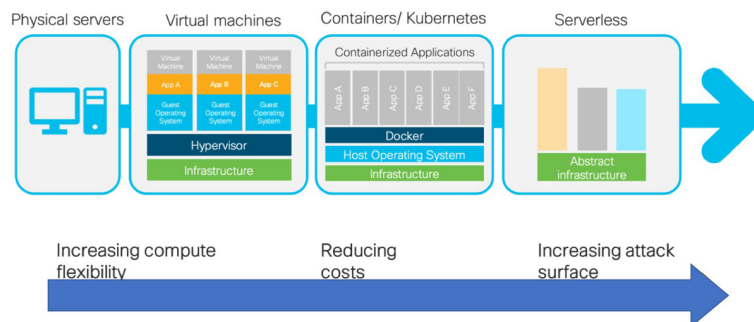 Physical servers
Virtual machines
Containers/ Kubernetes
Serverless
Virtual
Machine
Virtual
Machine
Virtual
Machine
App A
App B
App C
Guest
Operating
System
Guest
Operating
System
Guest
Operating
System
Hypervisor
Infrastructure
Containerized Applications
App A
App B
App C
App D
App E
App F
Docker
Host Operating System
Infrastructure
Abstract
infrastructure
Increasing compute
flexibility
Reducing
costs
Increasing attack
surface